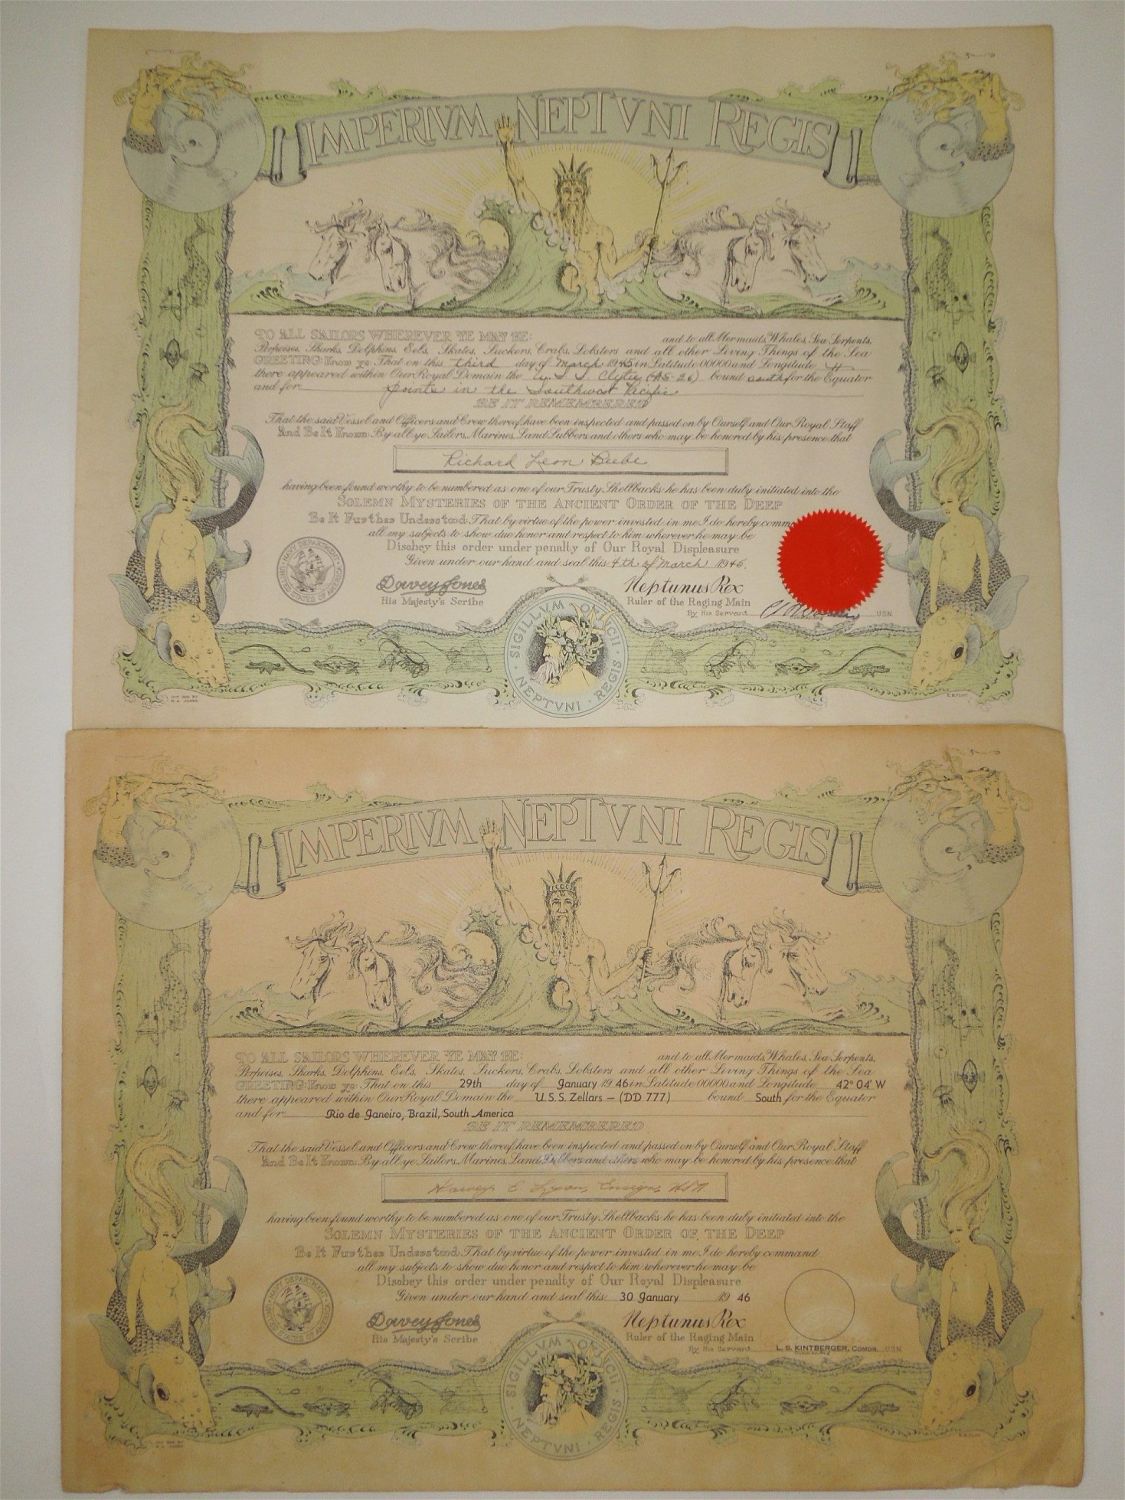 IMPERIVM NEPTVNI REGIS
TO ALL SAILORS WHEREVER YE MAY BE: and to all Mermaids, Whales, Sea Serpents,
Porpoises, Sharks, Dolphins, Eels, Skates, Suckers, Crabs, Lobsters and all other Living Things of the Sea
GREETING: Know ye: That on this third day of March 1945 in Latitude 00000 and Longitude
there appeared within Our Royal Domain the U. S. S. Clytie (AS-26) bound south for the Equator
and for points in the Southwest Pacific
BE IT REMEMBERED
That the said Vessel and Officers and Crew thereof have been inspected and passed on by Ourself and Our Royal Staff
And Be It Known: By all ye Sailors, Marines, Land Lubbers and others who may be honored by his presence that
Richard Leon Beebe
having been found worthy to be numbered as one of our Trusty Shellbacks he has been duly initiated into the
SOLEMN MYSTERIES OF THE ANCIENT ORDER OF THE DEEP
Be It Further Understood: That by virtue of the power invested in me I do hereby comm
all my subjects to show due honor and respect to him wherever he may be
Disobey this order under penalty of Our Royal Displeasure
Given under our hand and seal this 4th of March 1945.
NAVY DEPARTMENT
Davey Jones
His Majesty's Scribe
Neptunus Rex
Ruler of the Raging Main
By His Servant USN
SIGILLVM OFFICII NEPTVNI REGIS
IMPERIVM NEPTVNI REGIS
TO ALL SAILORS WHEREVER YE MAY BE: and to all Mermaids, Whales, Sea Serpents,
Porpoises, Sharks, Dolphins, Eels, Skates, Suckers, Crabs, Lobsters and all other Living Things of the Sea
GREETING: Know ye: That on this 29th day of January 1946 in Latitude 00000 and Longitude 42° 04' W
there appeared within Our Royal Domain the U.S.S. Zellars – (DD 777) bound South for the Equator
and for Rio de Janeiro, Brazil, South America
BE IT REMEMBERED
That the said Vessel and Officers and Crew thereof have been inspected and passed on by Ourself and Our Royal Staff
And Be It Known: By all ye Sailors, Marines, Land Lubbers and others who may be honored by his presence that
Harvey E Ensign,
having been found worthy to be numbered as one of our Trusty Shellbacks he has been duly initiated into the
SOLEMN MYSTERIES OF THE ANCIENT ORDER OF THE DEEP
Be It Further Understood: That by virtue of the power invested in me I do hereby command
all my subjects to show due honor and respect to him wherever he may be
Disobey this order under penalty of Our Royal Displeasure
Given under our hand and seal this 30 January 19 46
NAVY DEPARTMENT
Davey Jones
His Majesty's Scribe
Neptunus Rex
Ruler of the Raging Main
By His Servant L. S. KINTBERGER, COMDR. USN
SIGILLVM OFFICII NEPTVNI REGIS